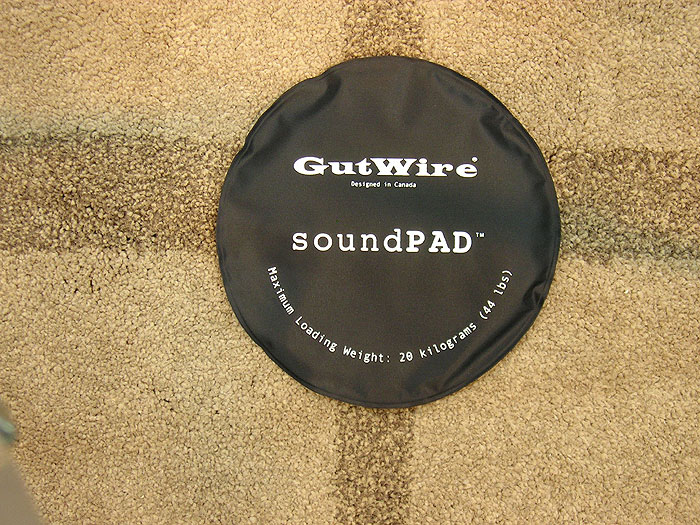 GutWire®
Designed in Canada
soundPAD™
Maximum Loading Weight: 20 kilograms (44 lbs)